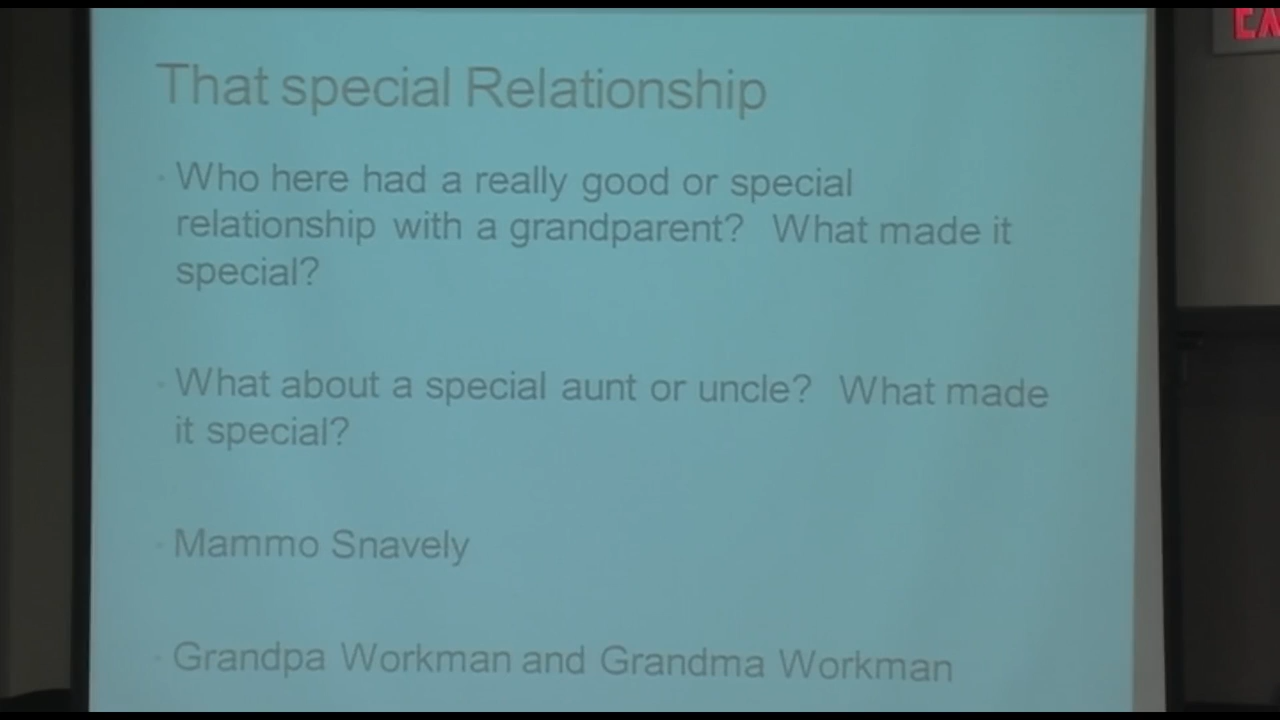 That special Relationship
Who here had a really good or special
relationship with a grandparent?  What made it
special?
What about a special aunt or uncle?  What made
it special?
Mammo Snavely
Grandpa Workman and Grandma Workman